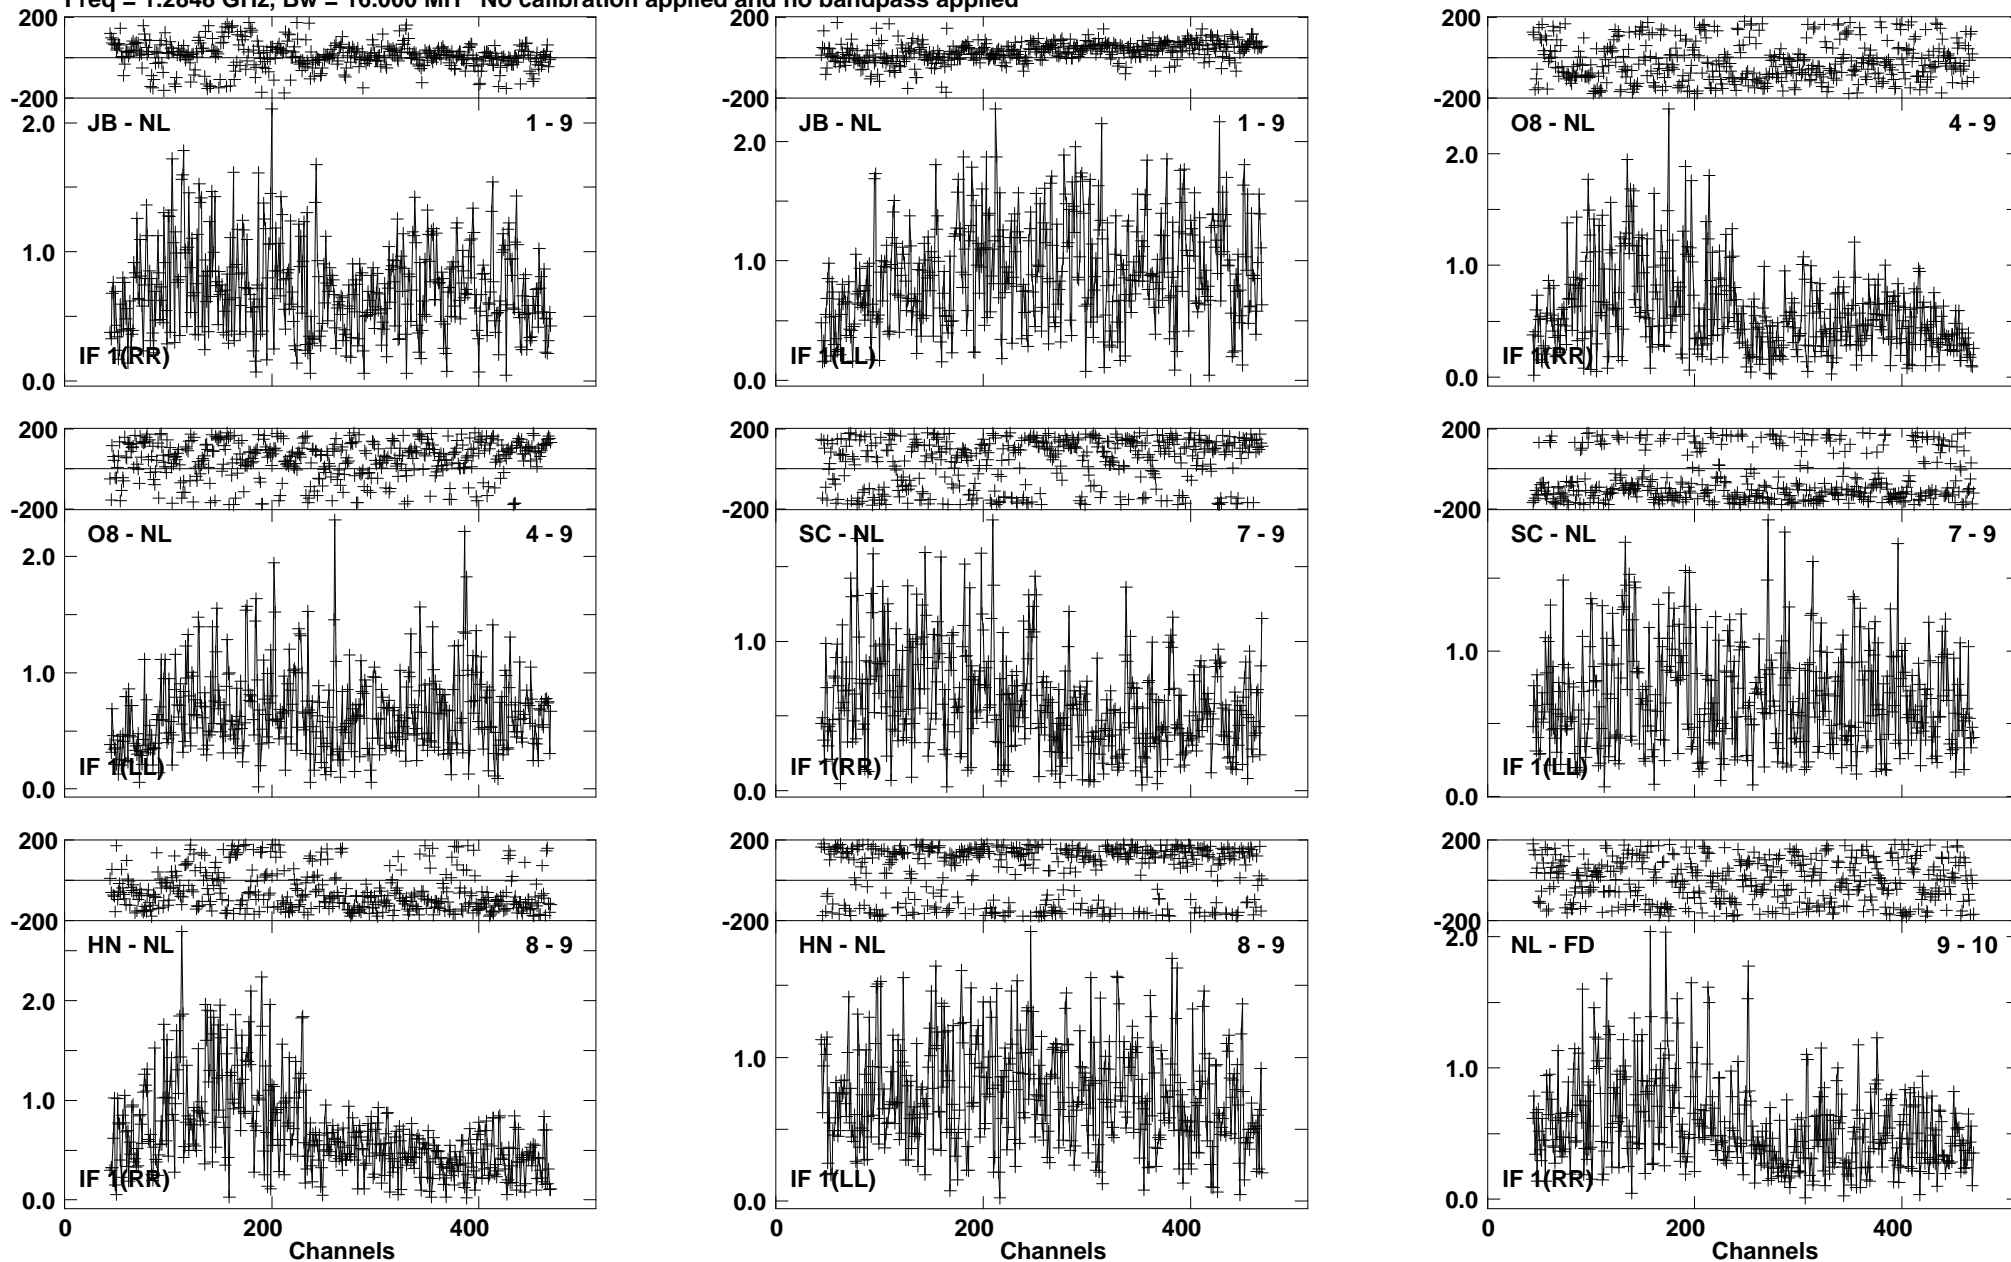 Freq = 1.2848 GHz, Bw = 16.000 MH No calibration applied and no bandpass applied
200
-200
2.0
1.0
0.0
JB - NL 1 - 9
IF 1(RR)
200
-200
2.0
1.0
0.0
JB - NL 1 - 9
IF 1(LL)
200
-200
2.0
1.0
0.0
O8 - NL 4 - 9
IF 1(RR)
200
-200
2.0
1.0
0.0
O8 - NL 4 - 9
IF 1(LL)
200
-200
1.0
0.0
SC - NL 7 - 9
IF 1(RR)
200
-200
1.0
0.0
SC - NL 7 - 9
IF 1(LL)
200
-200
2.0
1.0
0.0
HN - NL 8 - 9
IF 1(RR)
0 200 400
Channels
200
-200
1.0
0.0
HN - NL 8 - 9
IF 1(LL)
0 200 400
Channels
200
-200
2.0
1.0
0.0
NL - FD 9 - 10
IF 1(RR)
0 200 400
Channels